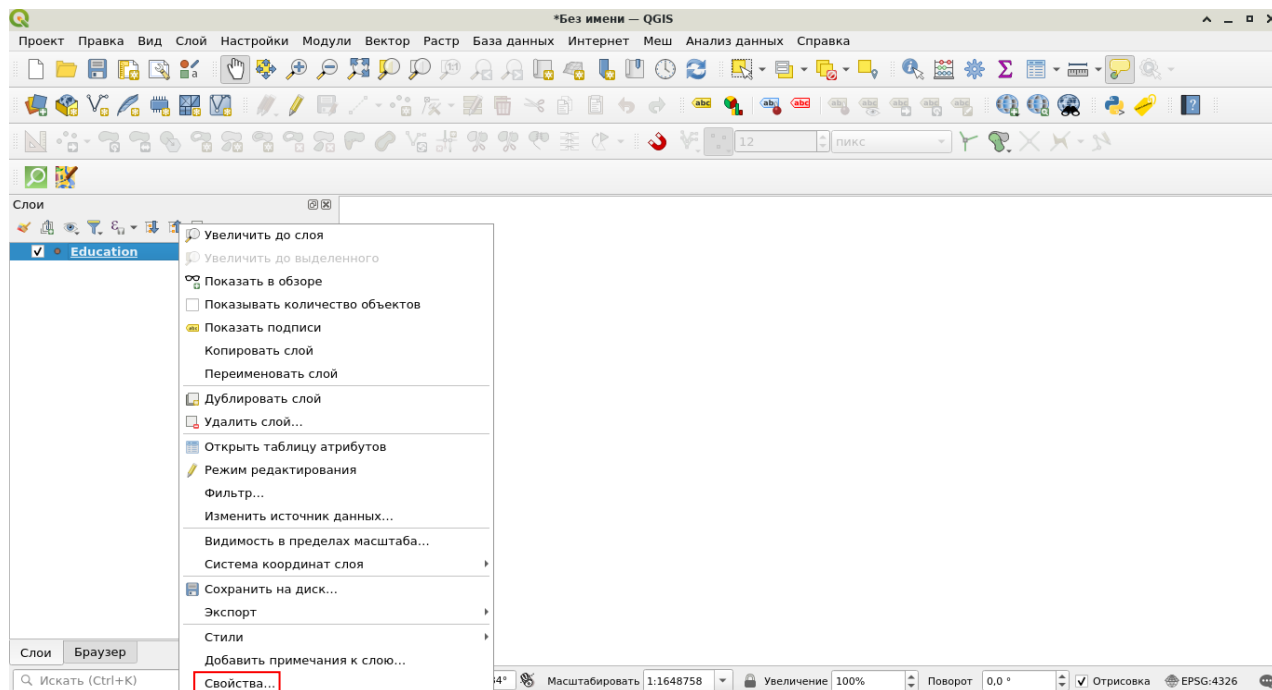 *Без имени — QGIS
Проект Правка Вид Слой Настройки Модули Вектор Растр База данных Интернет Меш Анализ данных Справка
12 пикс
Слои
Education
Увеличить до слоя
Увеличить до выделенного
Показать в обзоре
Показывать количество объектов
Показать подписи
Копировать слой
Переименовать слой
Дублировать слой
Удалить слой...
Открыть таблицу атрибутов
Режим редактирования
Фильтр...
Изменить источник данных...
Видимость в пределах масштаба...
Система координат слоя
Сохранить на диск...
Экспорт
Стили
Добавить примечания к слою...
Свойства...
Слои Браузер
Искать (Ctrl+K) Масштабировать 1:1648758 Увеличение 100% Поворот 0,0 ° Отрисовка EPSG:4326